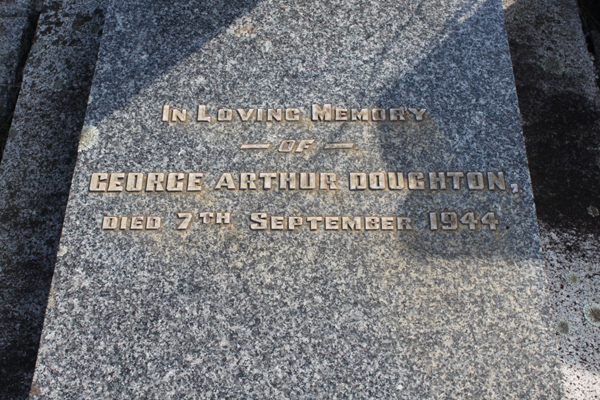 In Loving Memory
— OF —
GEORGE ARTHUR DOUGHTON,
DIED 7TH SEPTEMBER 1944.